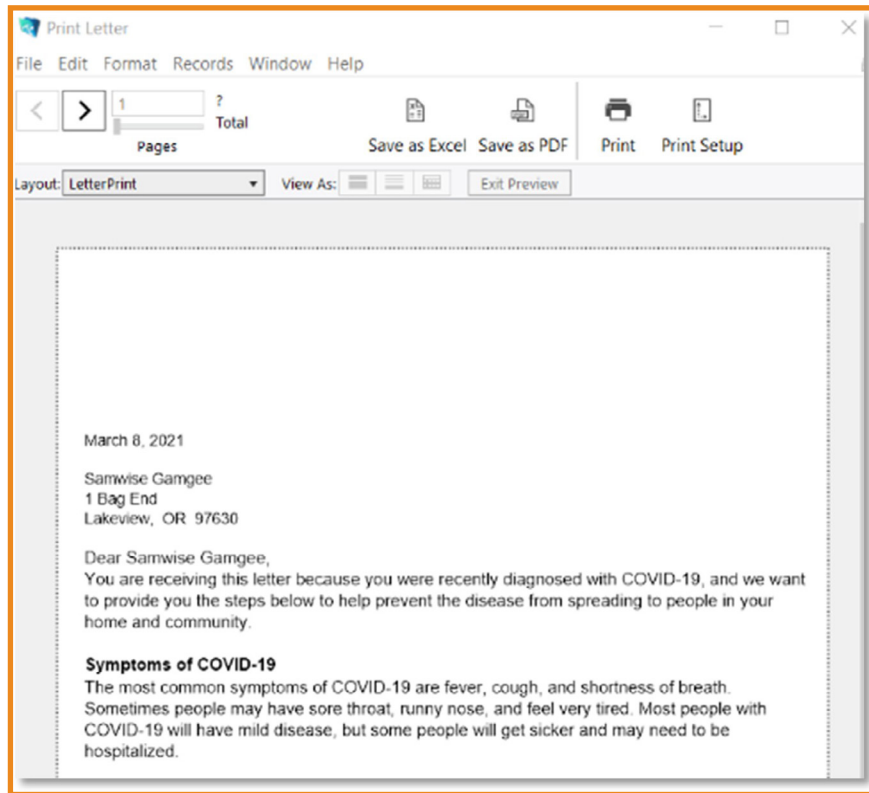 Print Letter
File Edit Format Records Window Help
1 ? Total
Pages
Save as Excel Save as PDF Print Print Setup
Layout: LetterPrint View As: Exit Preview
March 8, 2021
Samwise Gamgee
1 Bag End
Lakeview, OR 97630
Dear Samwise Gamgee,
You are receiving this letter because you were recently diagnosed with COVID-19, and we want
to provide you the steps below to help prevent the disease from spreading to people in your
home and community.
Symptoms of COVID-19
The most common symptoms of COVID-19 are fever, cough, and shortness of breath.
Sometimes people may have sore throat, runny nose, and feel very tired. Most people with
COVID-19 will have mild disease, but some people will get sicker and may need to be
hospitalized.